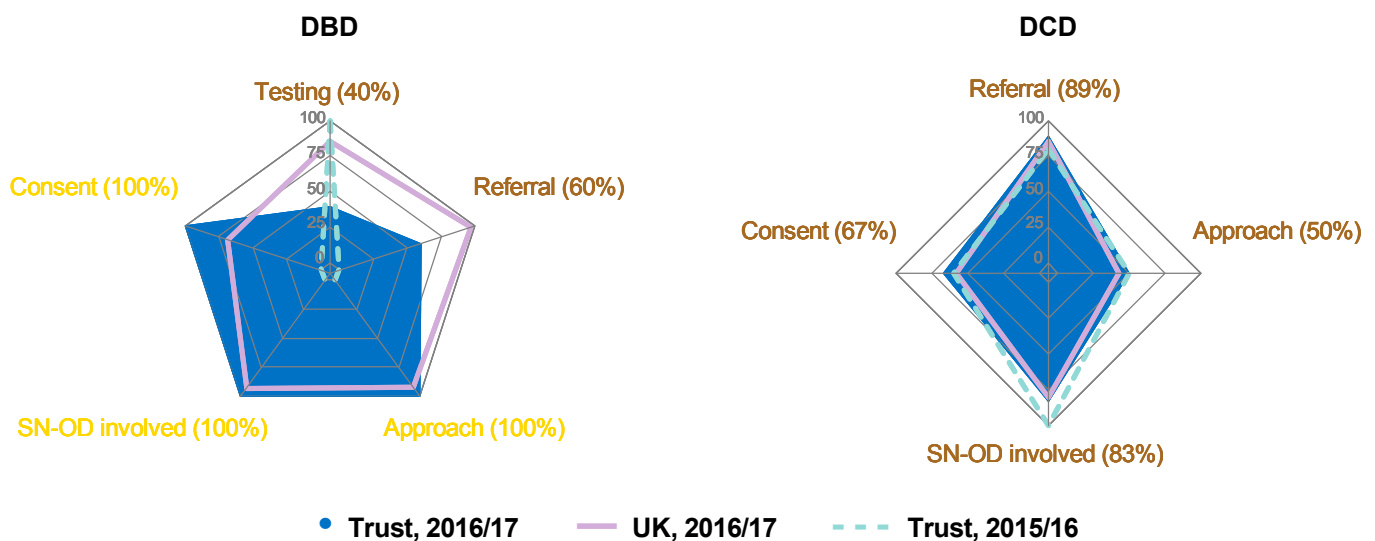 DBD
DCD
Testing (40%)
Referral (89%)
100
75
50
25
0
100
75
50
25
0
Consent (100%)
Referral (60%)
Consent (67%)
Approach (50%)
SN-OD involved (100%)
Approach (100%)
SN-OD involved (83%)
Trust, 2016/17
UK, 2016/17
Trust, 2015/16